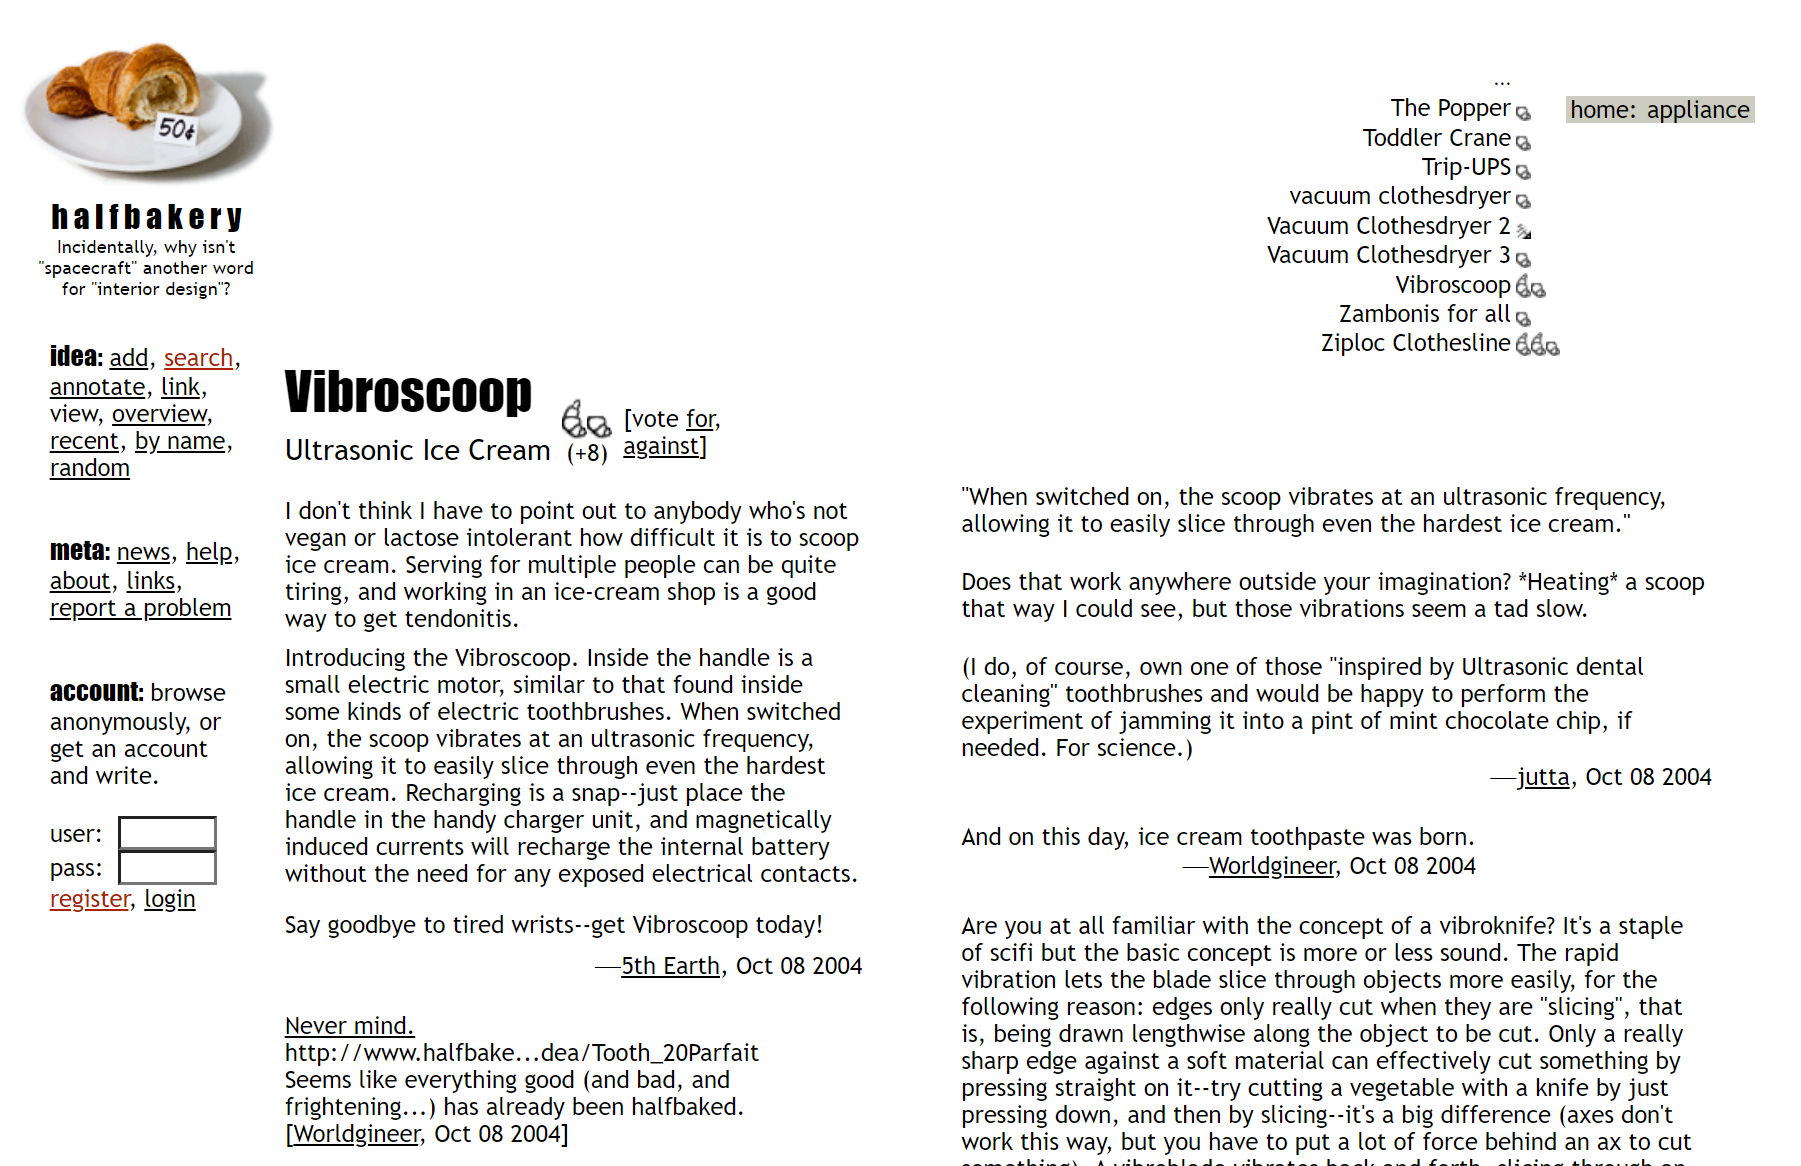 50¢
halfbakery
Incidentally, why isn't
"spacecraft" another word
for "interior design"?
idea: add, search,
annotate, link,
view, overview,
recent, by name,
random
meta: news, help,
about, links,
report a problem
account: browse
anonymously, or
get an account
and write.
user:
pass:
register, login
...
The Popper
Toddler Crane
Trip-UPS
vacuum clothesdryer
Vacuum Clothesdryer 2
Vacuum Clothesdryer 3
Vibroscoop
Zambonis for all
Ziploc Clothesline
home: appliance
Vibroscoop
Ultrasonic Ice Cream
(+8)
[vote for,
against]
I don't think I have to point out to anybody who's not
vegan or lactose intolerant how difficult it is to scoop
ice cream. Serving for multiple people can be quite
tiring, and working in an ice-cream shop is a good
way to get tendonitis.
Introducing the Vibroscoop. Inside the handle is a
small electric motor, similar to that found inside
some kinds of electric toothbrushes. When switched
on, the scoop vibrates at an ultrasonic frequency,
allowing it to easily slice through even the hardest
ice cream. Recharging is a snap--just place the
handle in the handy charger unit, and magnetically
induced currents will recharge the internal battery
without the need for any exposed electrical contacts.
Say goodbye to tired wrists--get Vibroscoop today!
—5th Earth, Oct 08 2004
Never mind.
http://www.halfbake...dea/Tooth_20Parfait
Seems like everything good (and bad, and
frightening...) has already been halfbaked.
[Worldgineer, Oct 08 2004]
"When switched on, the scoop vibrates at an ultrasonic frequency,
allowing it to easily slice through even the hardest ice cream."
Does that work anywhere outside your imagination? *Heating* a scoop
that way I could see, but those vibrations seem a tad slow.
(I do, of course, own one of those "inspired by Ultrasonic dental
cleaning" toothbrushes and would be happy to perform the
experiment of jamming it into a pint of mint chocolate chip, if
needed. For science.)
—jutta, Oct 08 2004
And on this day, ice cream toothpaste was born.
—Worldgineer, Oct 08 2004
Are you at all familiar with the concept of a vibroknife? It's a staple
of scifi but the basic concept is more or less sound. The rapid
vibration lets the blade slice through objects more easily, for the
following reason: edges only really cut when they are "slicing", that
is, being drawn lengthwise along the object to be cut. Only a really
sharp edge against a soft material can effectively cut something by
pressing straight on it--try cutting a vegetable with a knife by just
pressing down, and then by slicing--it's a big difference (axes don't
work this way, but you have to put a lot of force behind an ax to cut
something). A vibroblade vibrates back and forth, slicing through an